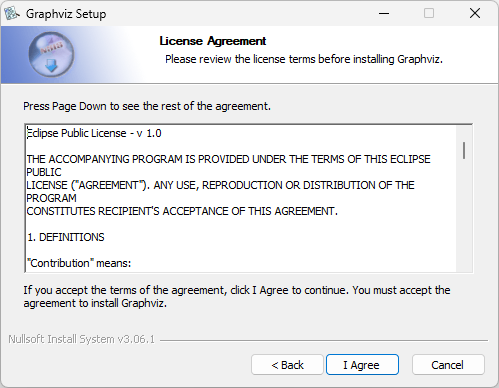 Graphviz Setup
License Agreement
Please review the license terms before installing Graphviz.
Press Page Down to see the rest of the agreement.
Eclipse Public License - v 1.0
THE ACCOMPANYING PROGRAM IS PROVIDED UNDER THE TERMS OF THIS ECLIPSE
PUBLIC
LICENSE ("AGREEMENT"). ANY USE, REPRODUCTION OR DISTRIBUTION OF THE
PROGRAM
CONSTITUTES RECIPIENT'S ACCEPTANCE OF THIS AGREEMENT.
1. DEFINITIONS
"Contribution" means:
If you accept the terms of the agreement, click I Agree to continue. You must accept the
agreement to install Graphviz.
Nullsoft Install System v3.06.1
< Back
I Agree
Cancel